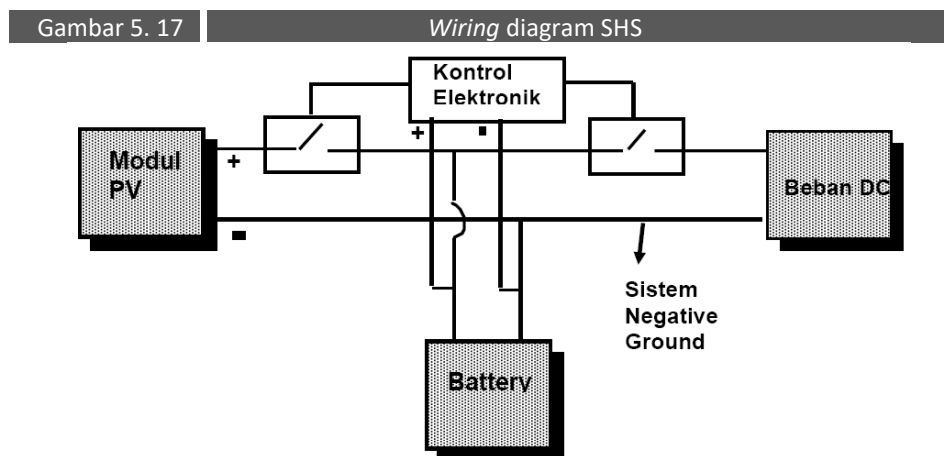 Gambar 5. 17
Wiring diagram SHS
Kontrol
Elektronik
+
-
Modul
PV
+
-
Beban DC
Sistem
Negative
Ground
Battery